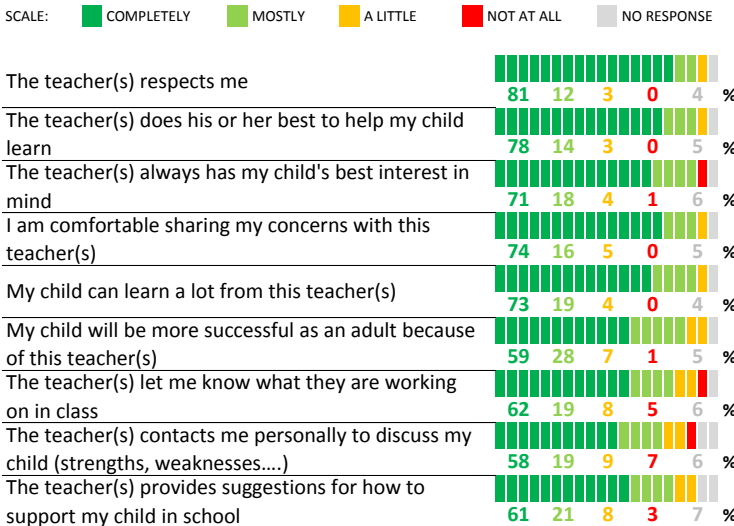 SCALE: COMPLETELY MOSTLY A LITTLE NOT AT ALL NO RESPONSE
The teacher(s) respects me
81 12 3 0 4 %
The teacher(s) does his or her best to help my child
learn
78 14 3 0 5 %
The teacher(s) always has my child's best interest in
mind
71 18 4 1 6 %
I am comfortable sharing my concerns with this
teacher(s)
74 16 5 0 5 %
My child can learn a lot from this teacher(s)
73 19 4 0 4 %
My child will be more successful as an adult because
of this teacher(s)
59 28 7 1 5 %
The teacher(s) let me know what they are working
on in class
62 19 8 5 6 %
The teacher(s) contacts me personally to discuss my
child (strengths, weaknesses....)
58 19 9 7 6 %
The teacher(s) provides suggestions for how to
support my child in school
61 21 8 3 7 %